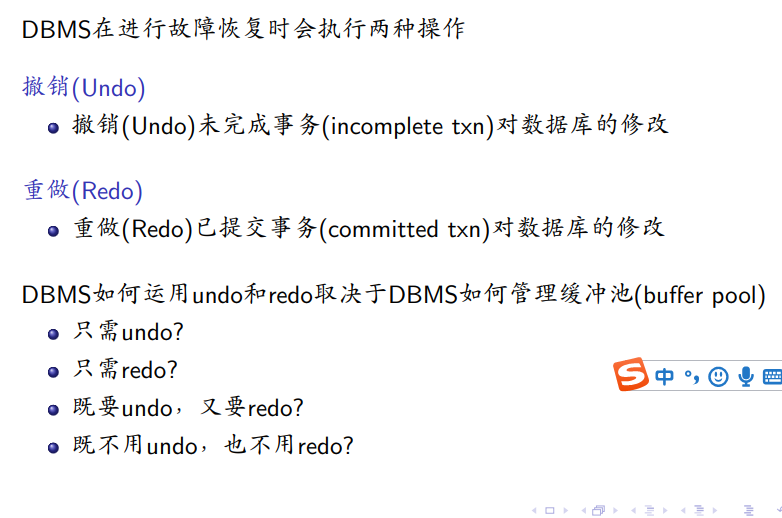 DBMS在进行故障恢复时会执行两种操作
撤销(Undo)
撤销(Undo)未完成事务(incomplete txn)对数据库的修改
重做(Redo)
重做(Redo)已提交事务(committed txn)对数据库的修改
DBMS如何运用undo和redo取决于DBMS如何管理缓冲池(buffer pool)
只需undo?
只需redo?
S 中
既要undo，又要redo?
既不用undo，也不用redo?